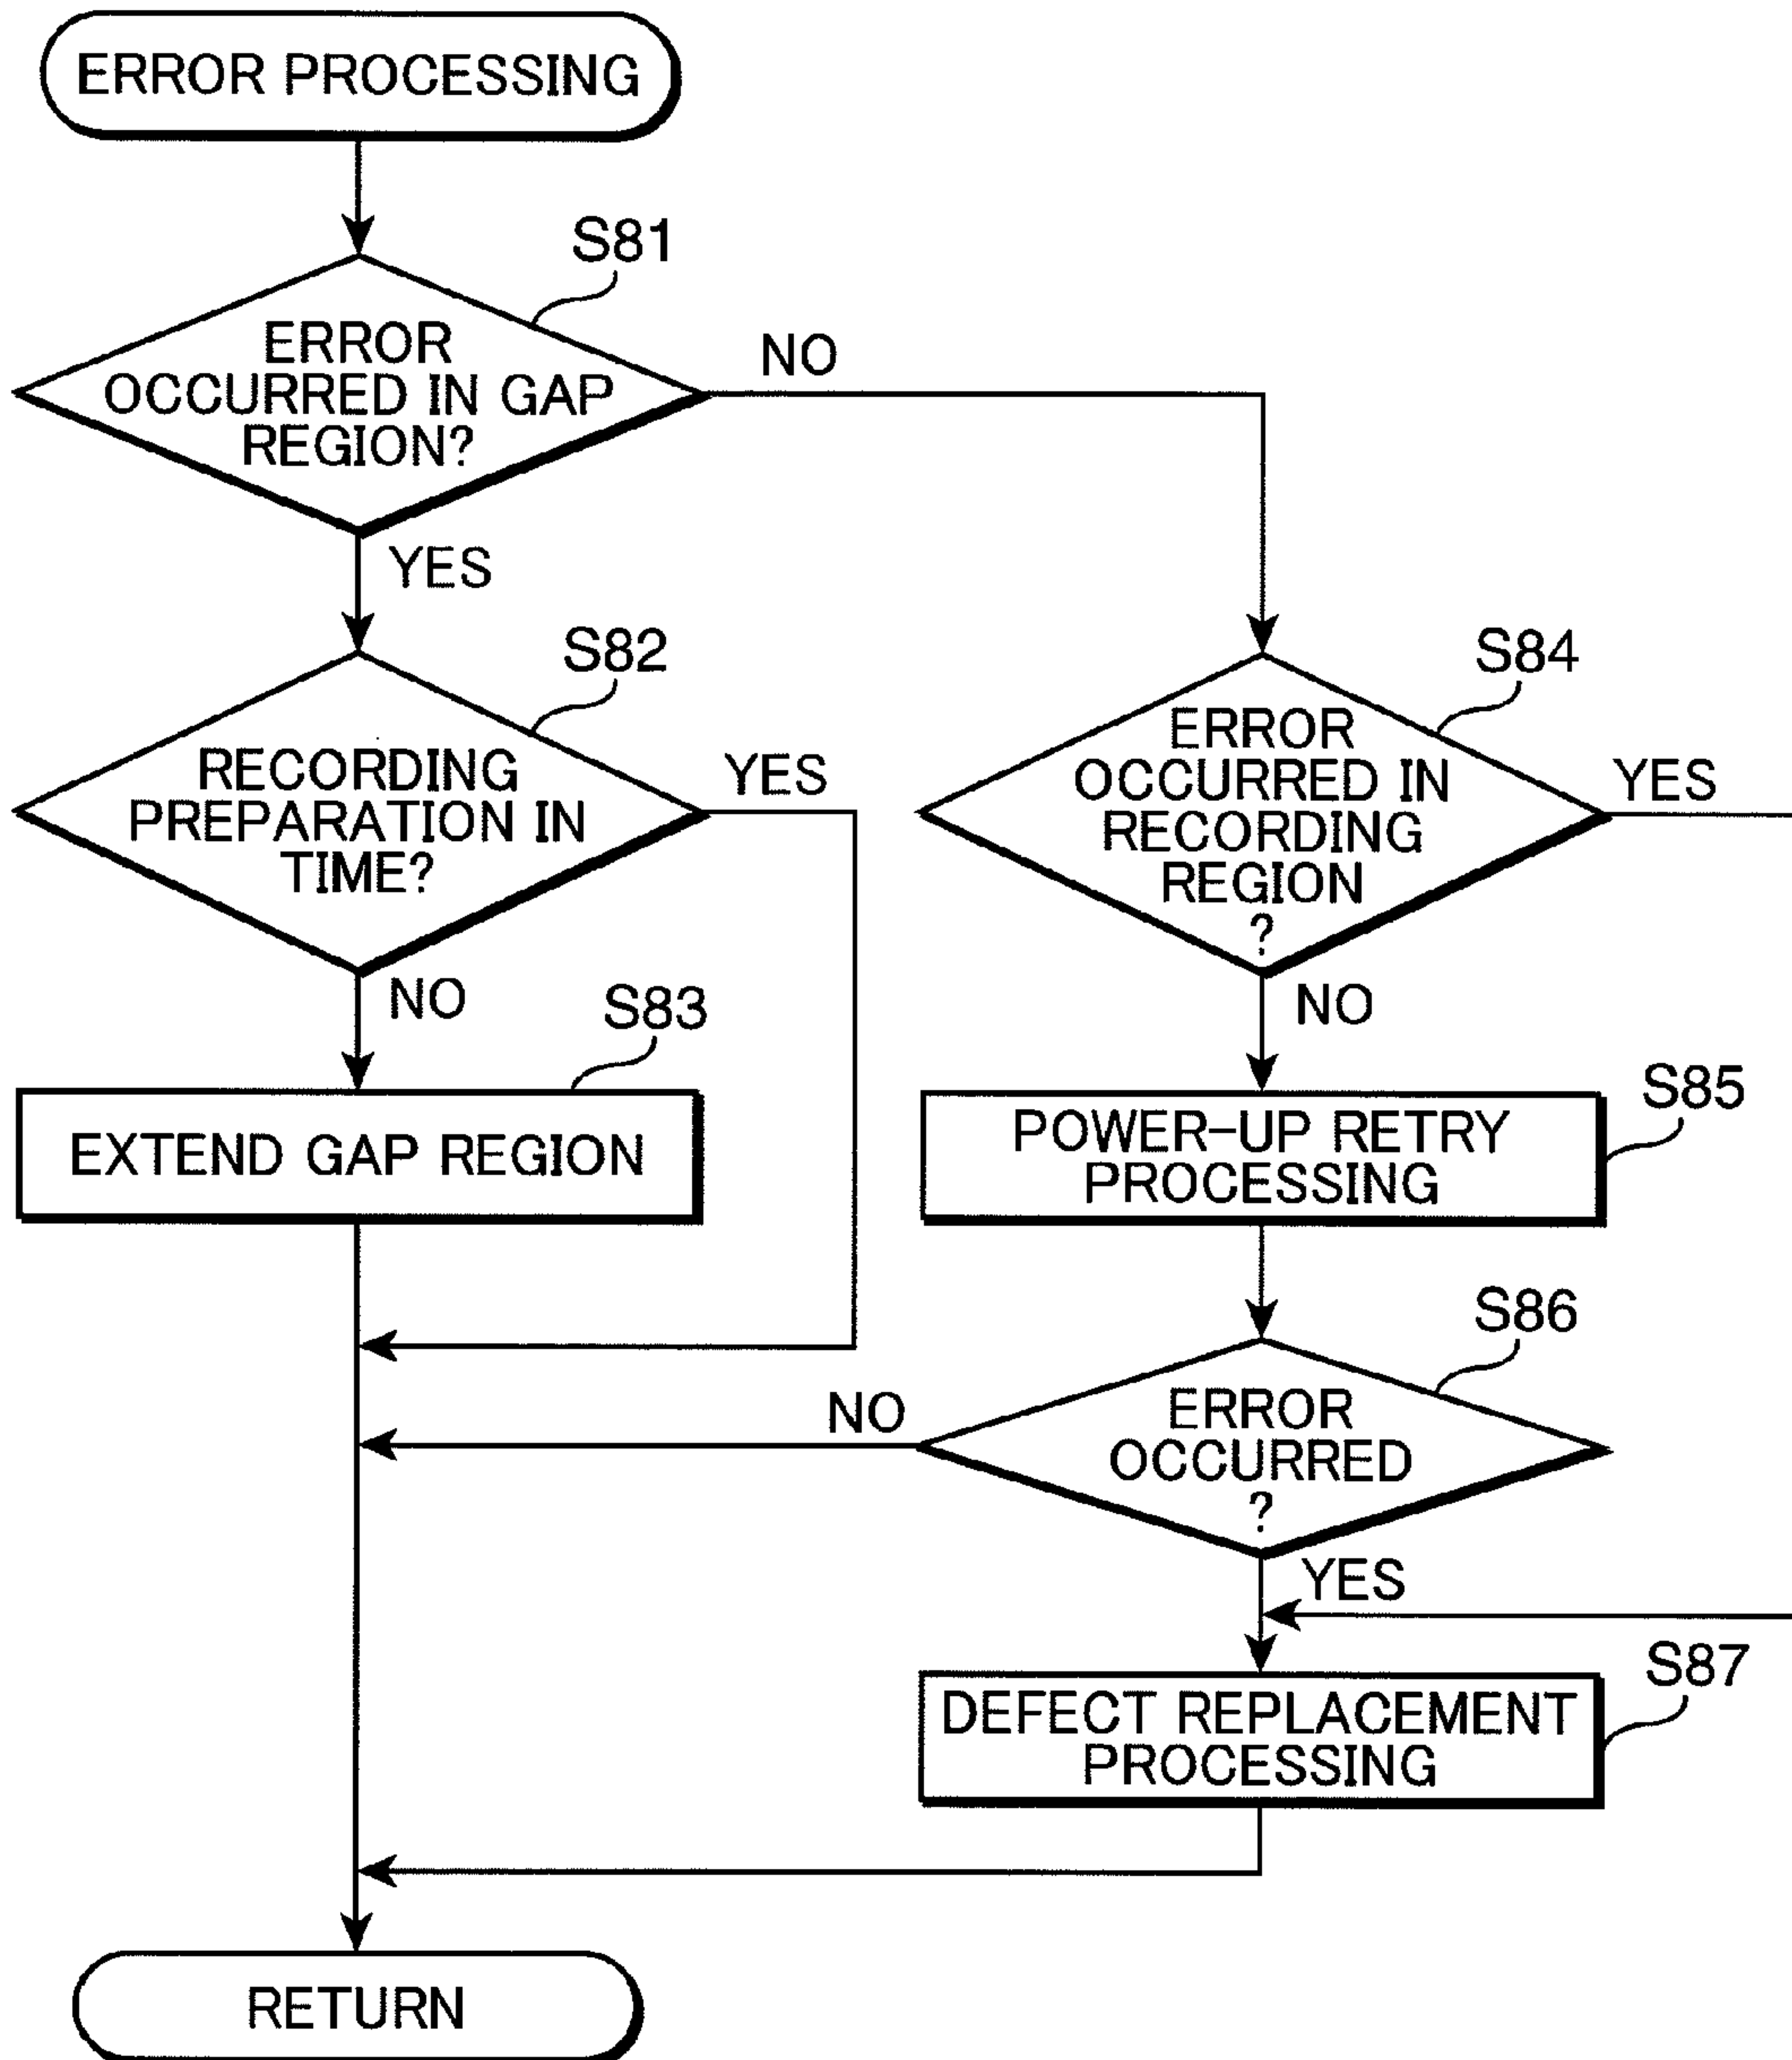 ERROR PROCESSING
S81
ERROR
OCCURRED IN GAP
REGION?
NO
YES
S82
RECORDING
PREPARATION IN
TIME?
YES
NO
S83
EXTEND GAP REGION
S84
ERROR
OCCURRED IN
RECORDING
REGION
?
YES
NO
S85
POWER-UP RETRY
PROCESSING
S86
ERROR
OCCURRED
?
NO
YES
S87
DEFECT REPLACEMENT
PROCESSING
RETURN